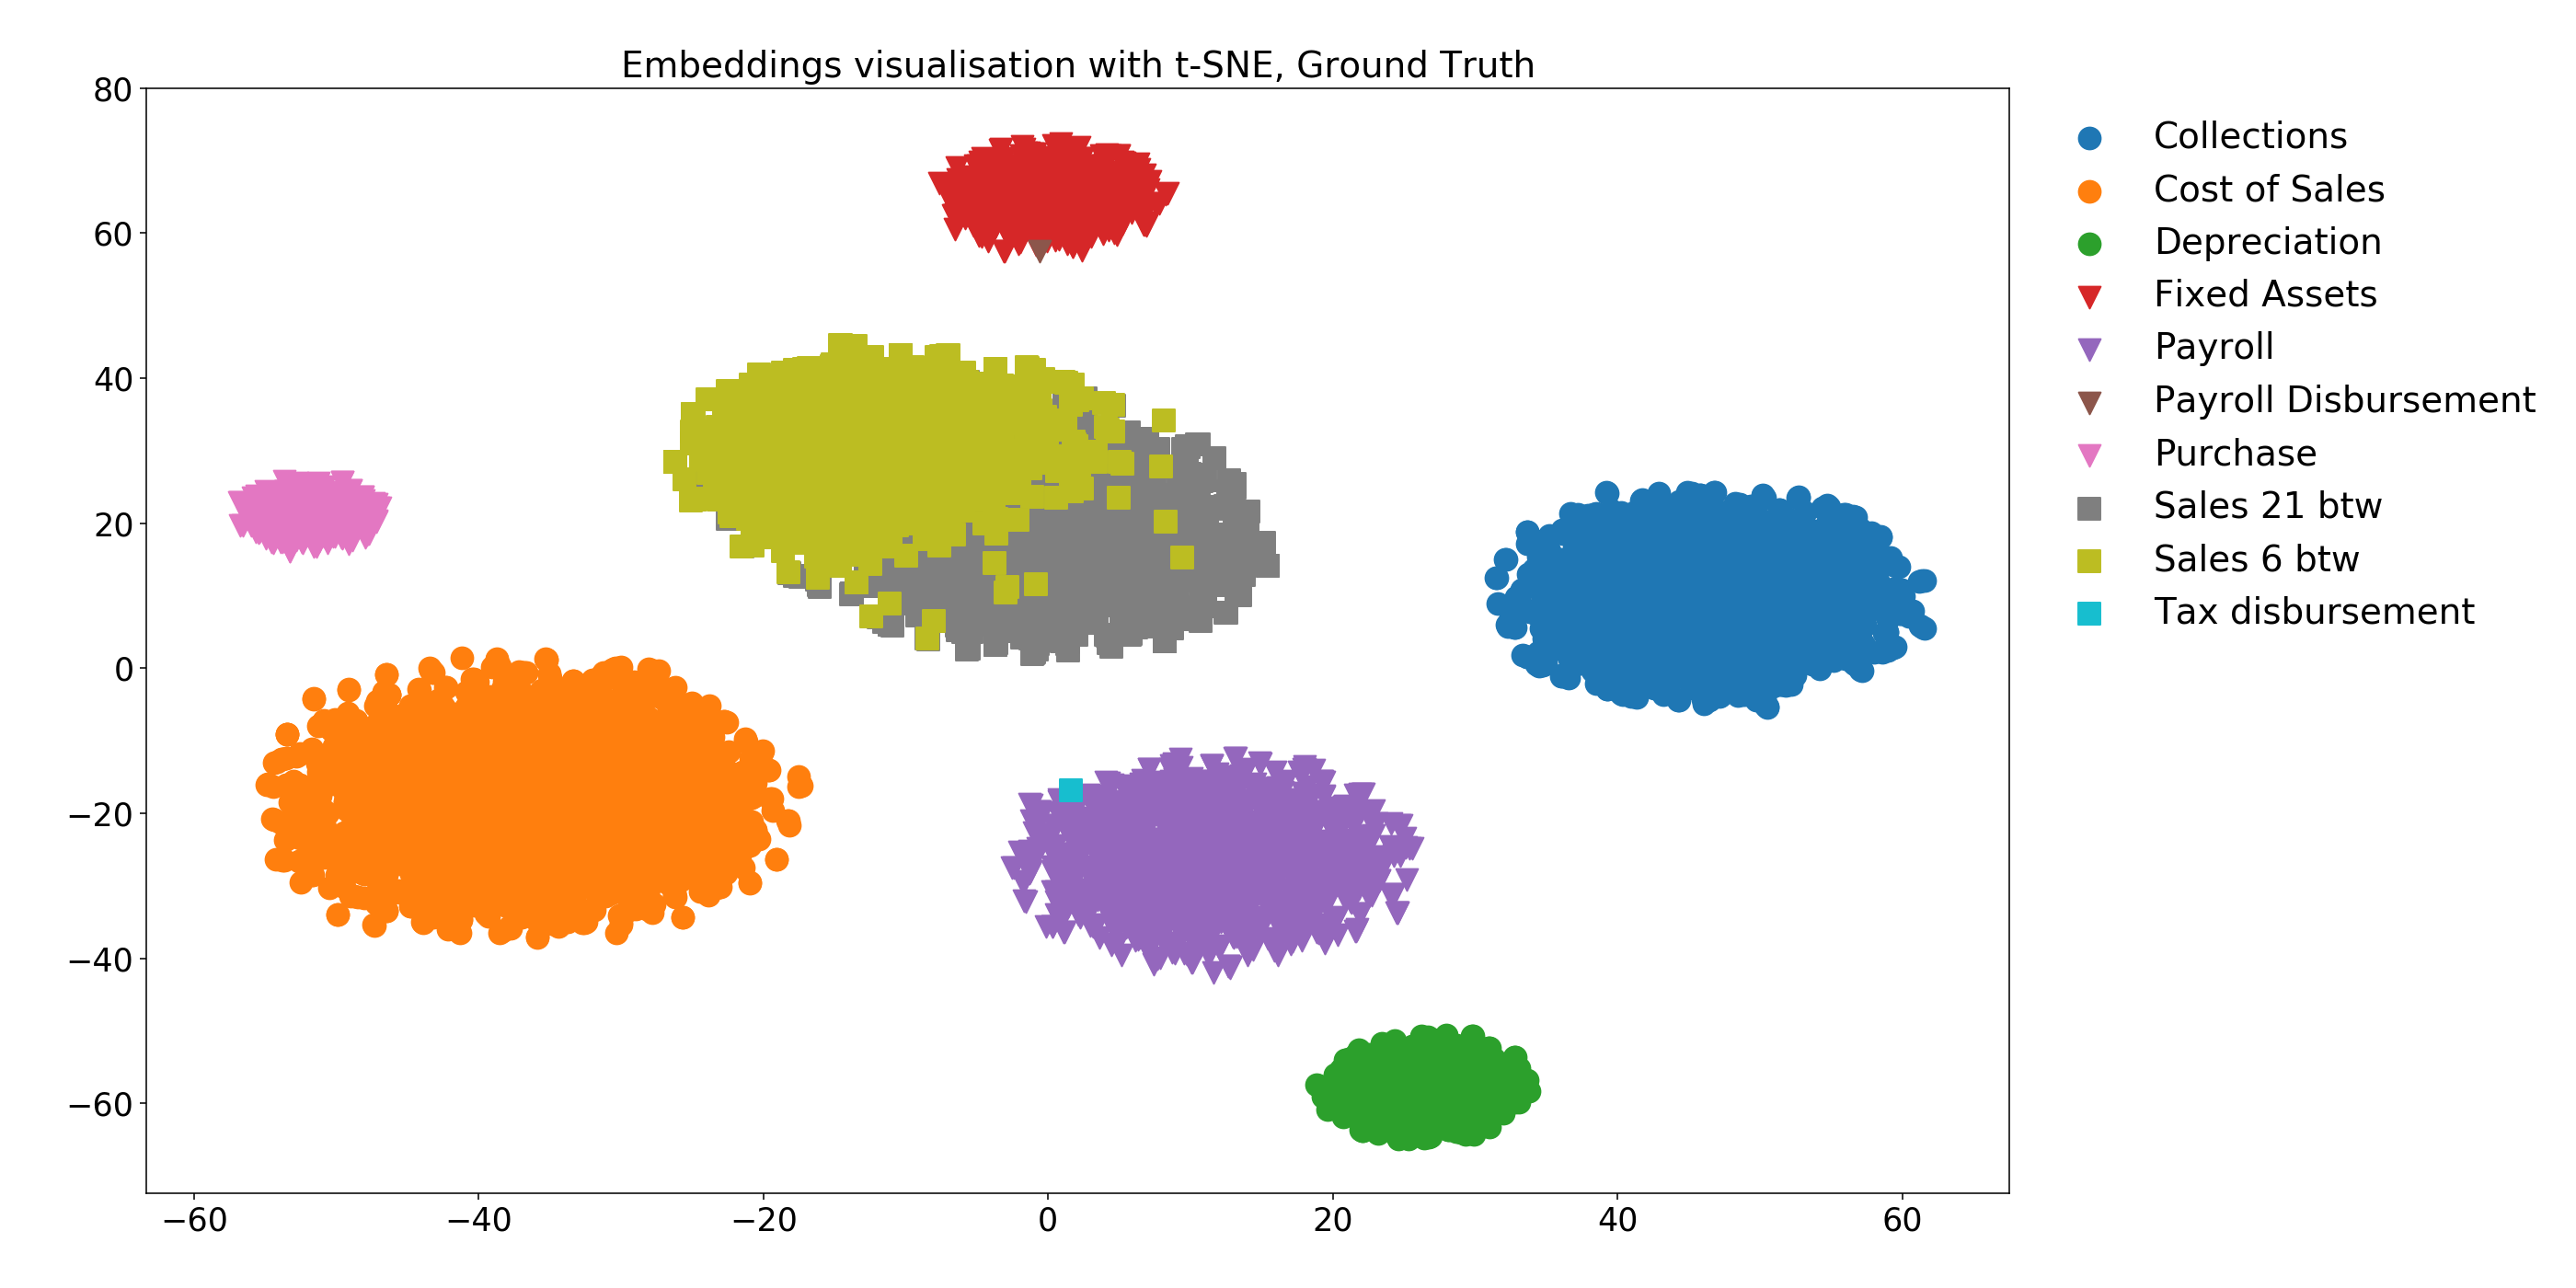 Embeddings visualisation with t-SNE, Ground Truth
80
60
40
20
0
−20
−40
−60
−60 −40 −20 0 20 40 60
Collections
Cost of Sales
Depreciation
Fixed Assets
Payroll
Payroll Disbursement
Purchase
Sales 21 btw
Sales 6 btw
Tax disbursement